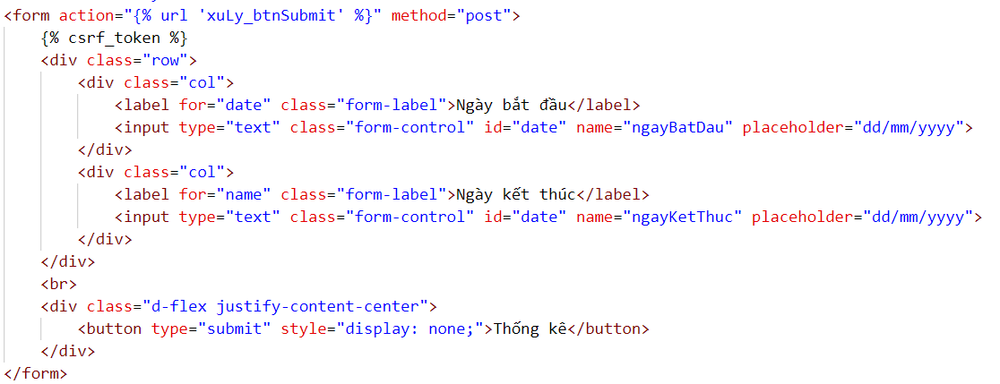 <form action="{% url 'xuLy_btnSubmit' %}" method="post">
    {% csrf_token %}
    <div class="row">
        <div class="col">
            <label for="date" class="form-label">Ngày bắt đầu</label>
            <input type="text" class="form-control" id="date" name="ngayBatDau" placeholder="dd/mm/yyyy">
        </div>
        <div class="col">
            <label for="name" class="form-label">Ngày kết thúc</label>
            <input type="text" class="form-control" id="date" name="ngayKetThuc" placeholder="dd/mm/yyyy">
        </div>
    </div>
    <br>
    <div class="d-flex justify-content-center">
        <button type="submit" style="display: none;">Thống kê</button>
    </div>
</form>